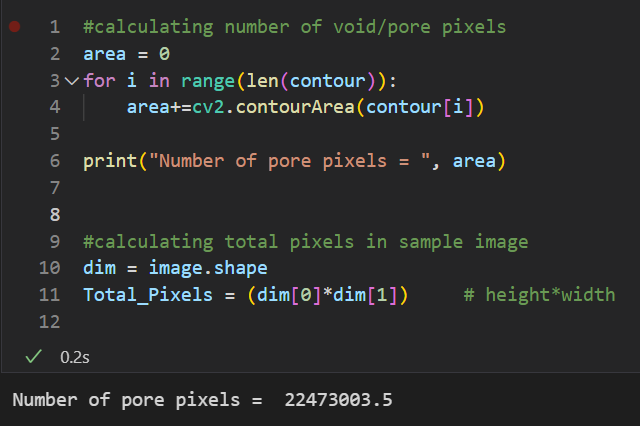 1 #calculating number of void/pore pixels
2 area = 0
3 for i in range(len(contour)):
4 area+=cv2.contourArea(contour[i])
5
6 print("Number of pore pixels = ", area)
7
8
9 #calculating total pixels in sample image
10 dim = image.shape
11 Total_Pixels = (dim[0]*dim[1]) # height*width
12
0.2s
Number of pore pixels =  22473003.5